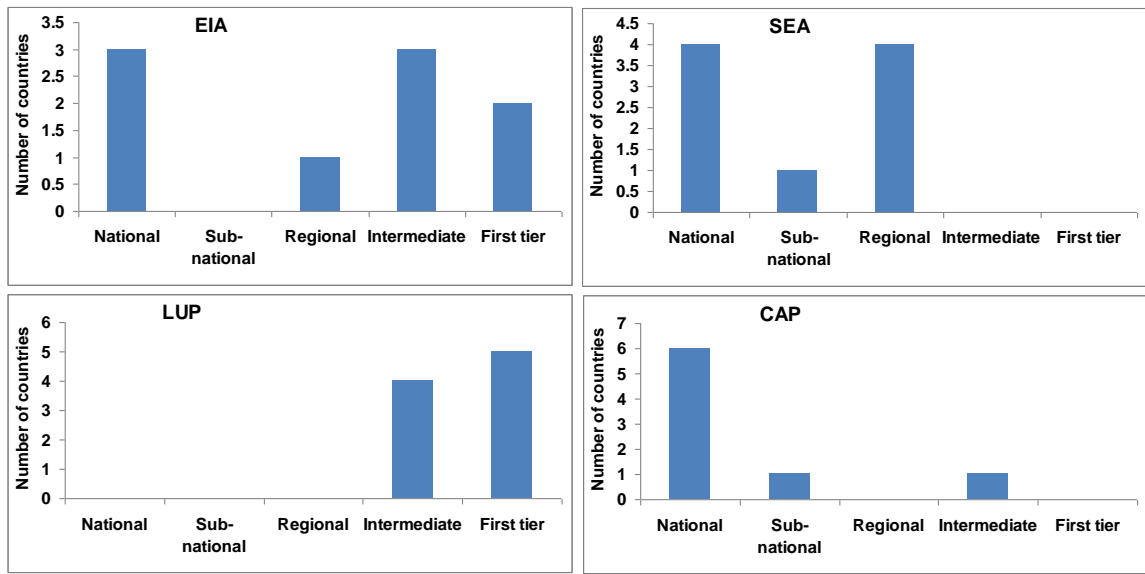 EIA
Number of countries
3.5
3
2.5
2
1.5
1
0.5
0
National
Sub-
national
Regional
Intermediate
First tier
SEA
Number of countries
4.5
4
3.5
3
2.5
2
1.5
1
0.5
0
National
Sub-
national
Regional
Intermediate
First tier
LUP
Number of countries
6
5
4
3
2
1
0
National
Sub-
national
Regional
Intermediate
First tier
CAP
Number of countries
7
6
5
4
3
2
1
0
National
Sub-
national
Regional
Intermediate
First tier